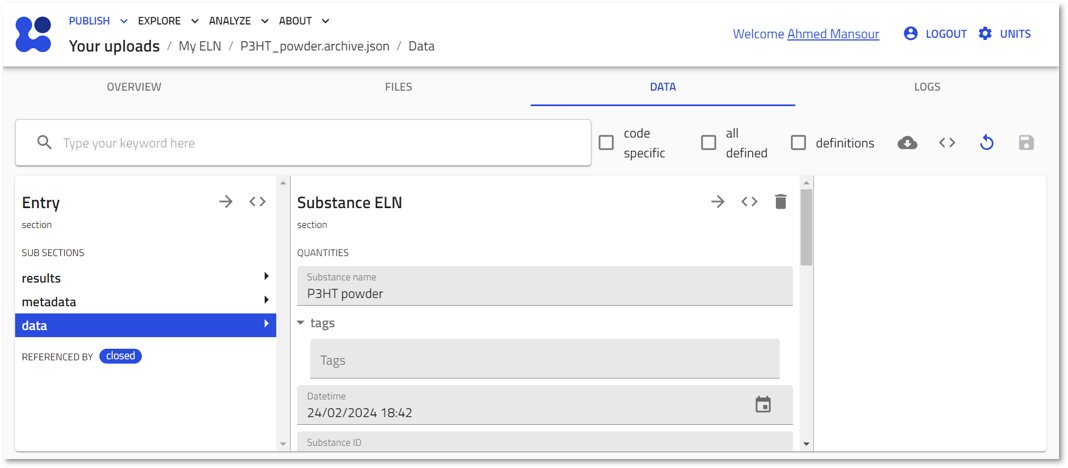 PUBLISH EXPLORE ANALYZE ABOUT
Your uploads / My ELN / P3HT_powder.archive.json / Data
Welcome Ahmed Mansour LOGOUT UNITS
OVERVIEW FILES DATA LOGS
Type your keyword here
code specific
all defined
definitions
<>
Entry
<>
section
SUB SECTIONS
results
metadata
data
REFERENCED BY closed
Substance ELN
<>
section
QUANTITIES
Substance name
P3HT powder
tags
Tags
Datetime
24/02/2024 18:42
Substance ID